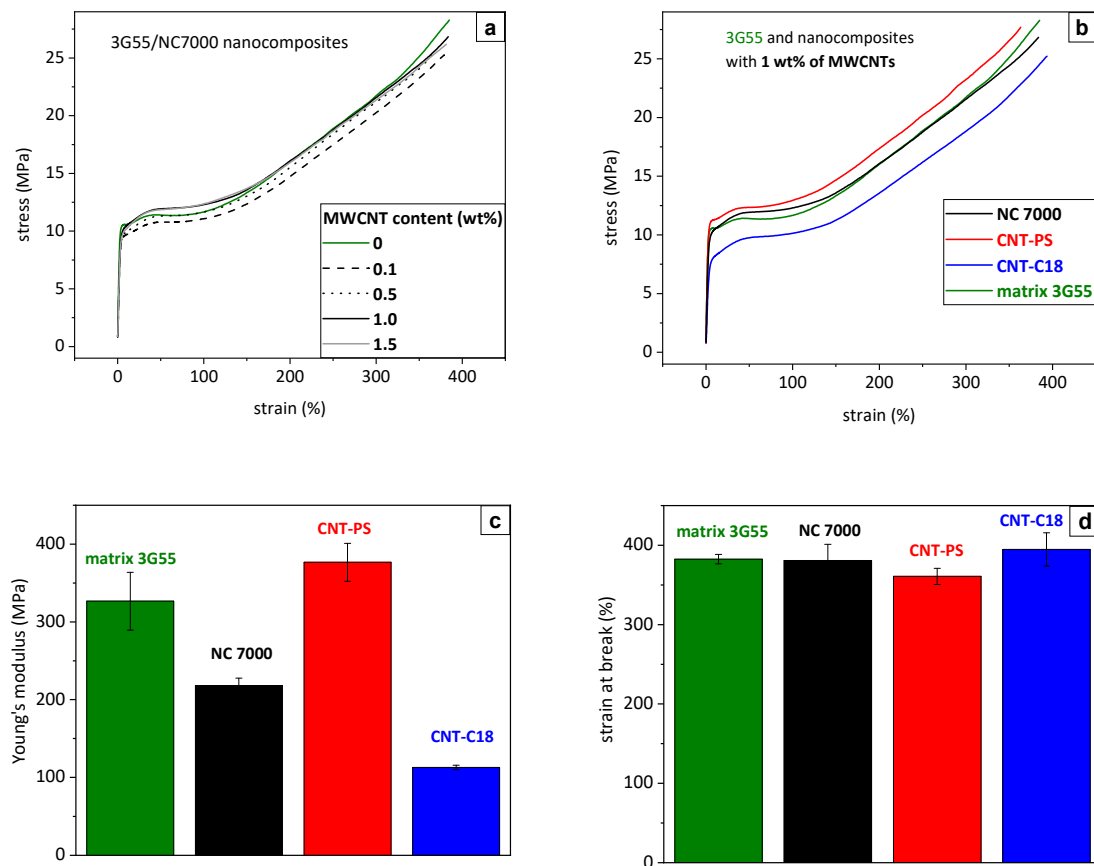 a
3G55/NC7000 nanocomposites
25
20
15
10
5
0
stress (MPa)
MWCNT content (wt%)
0
0.1
0.5
1.0
1.5
0
100
200
300
400
strain (%)
b
3G55 and nanocomposites
with 1 wt% of MWCNTs
25
20
15
10
5
0
stress (MPa)
NC 7000
CNT-PS
CNT-C18
matrix 3G55
0
100
200
300
400
strain (%)
c
400
300
200
100
0
Young's modulus (MPa)
matrix 3G55
NC 7000
CNT-PS
CNT-C18
d
400
300
200
100
0
strain at break (%)
matrix 3G55
NC 7000
CNT-PS
CNT-C18